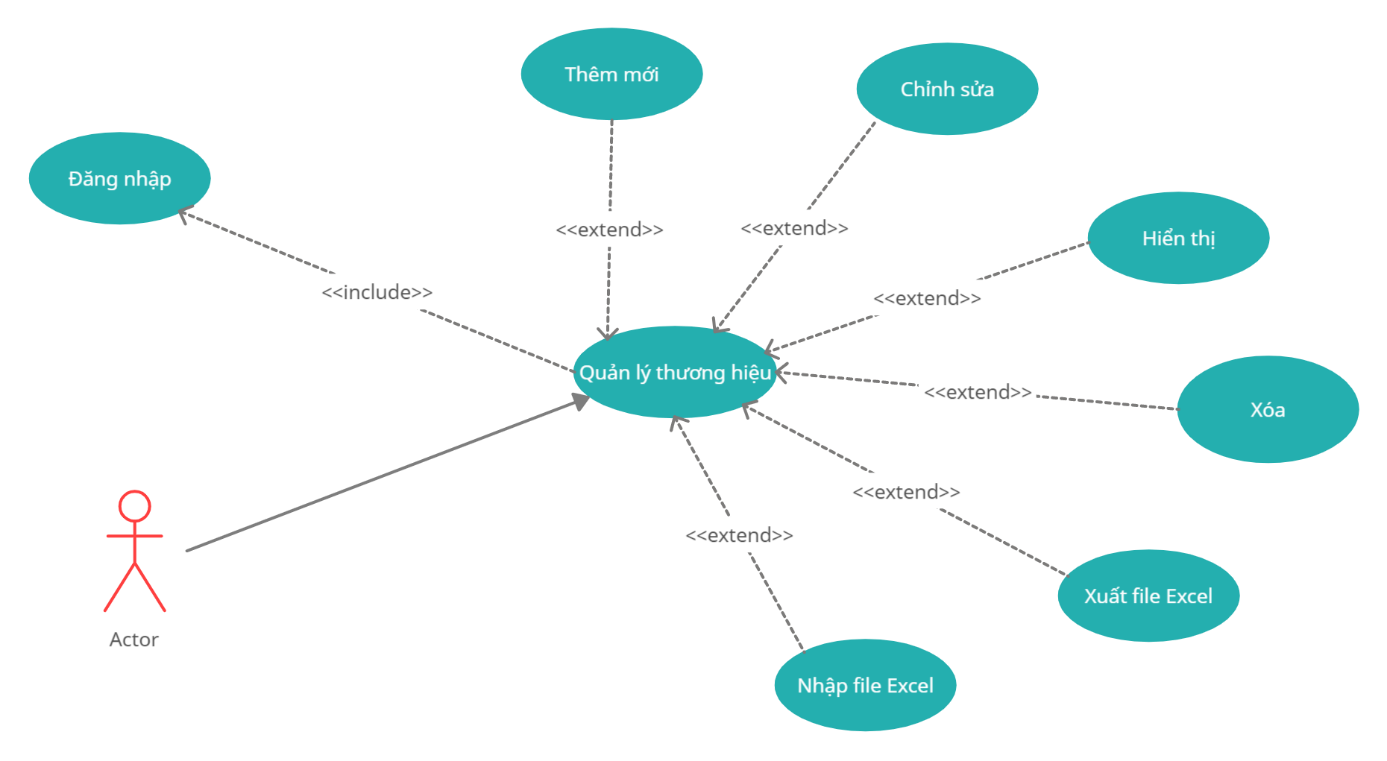 Thêm mới
Chỉnh sửa
Đăng nhập
<<extend>>
<<extend>>
Hiển thị
<<include>>
<<extend>>
Quản lý thương hiệu
<<extend>>
Xóa
<<extend>>
<<extend>>
Xuất file Excel
Actor
Nhập file Excel